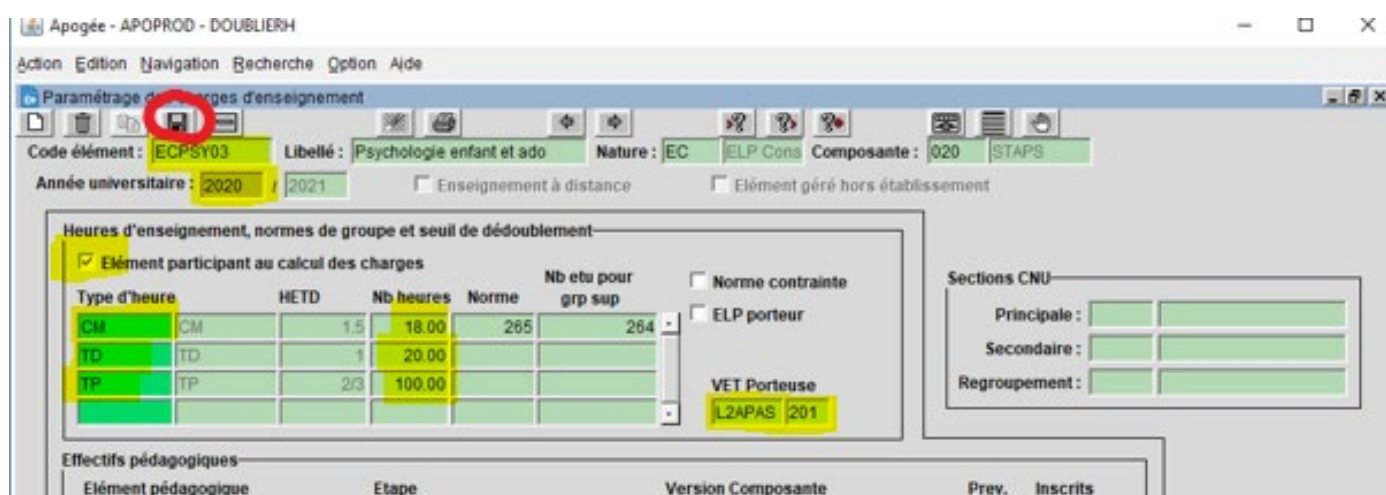 Apogée - APOPROD - DOUBLIERH
Action Edition Navigation Recherche Option Aide
Paramétrage des charges d'enseignement
Code élément : ECPSY03 Libellé : Psychologie enfant et ado Nature : EC ELP Cons Composante : 020 STAPS
Année universitaire : 2020 / 2021 Enseignement à distance Elément géré hors établissement
Heures d'enseignement, normes de groupe et seuil de dédoublement
Elément participant au calcul des charges
Type d'heure HETD Nb heures Norme Nb etu pour grp sup
Norme contrainte
CM CM 1.5 18.00 265 264
ELP porteur
TD TD 1 20.00
TP TP 2/3 100.00
VET Porteuse
L2APAS 201
Sections CNU
Principale :
Secondaire :
Regroupement :
Effectifs pédagogiques
Elément pédagogique Etape Version Composante Prev. Inscrits